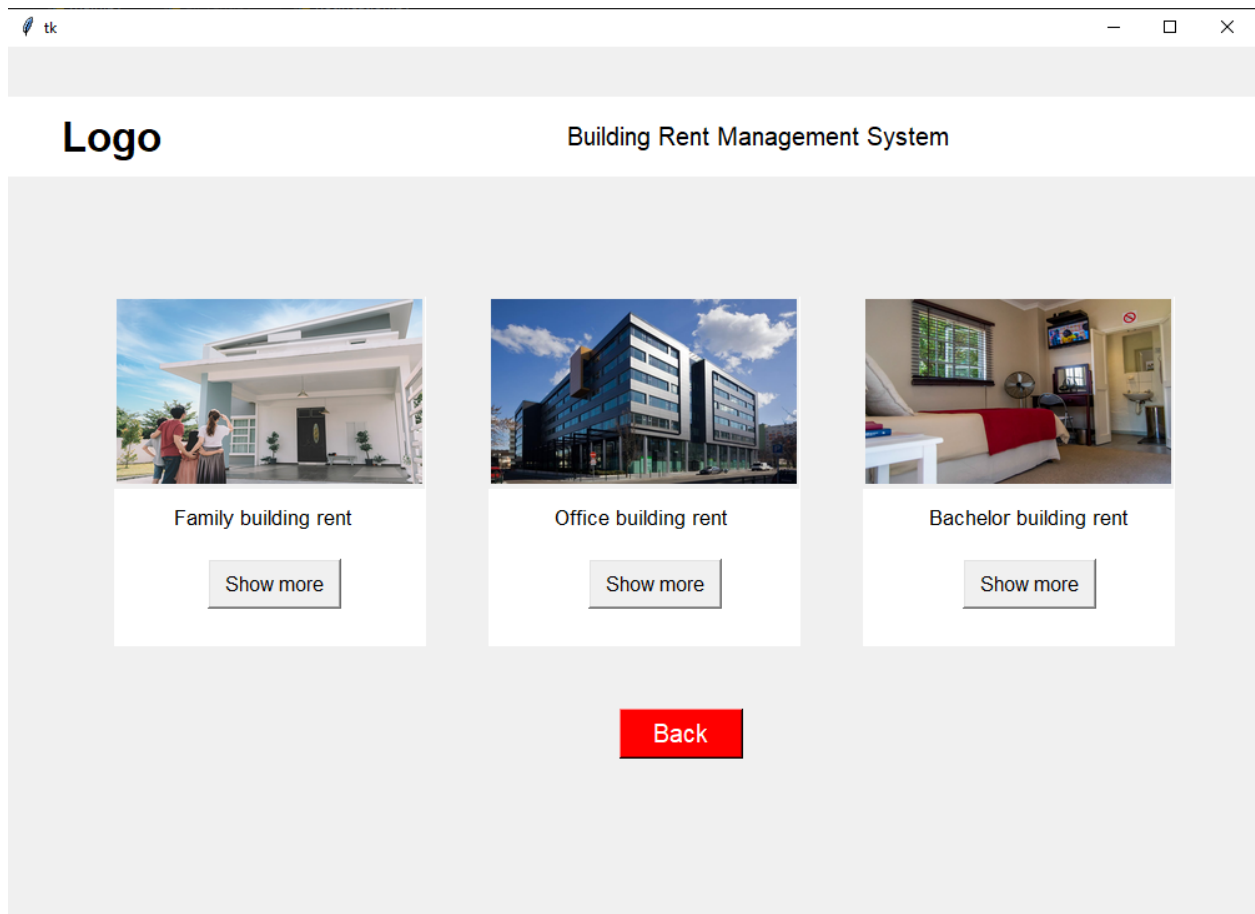 tk
Logo
Building Rent Management System
Family building rent
Office building rent
Bachelor building rent
Show more
Show more
Show more
Back